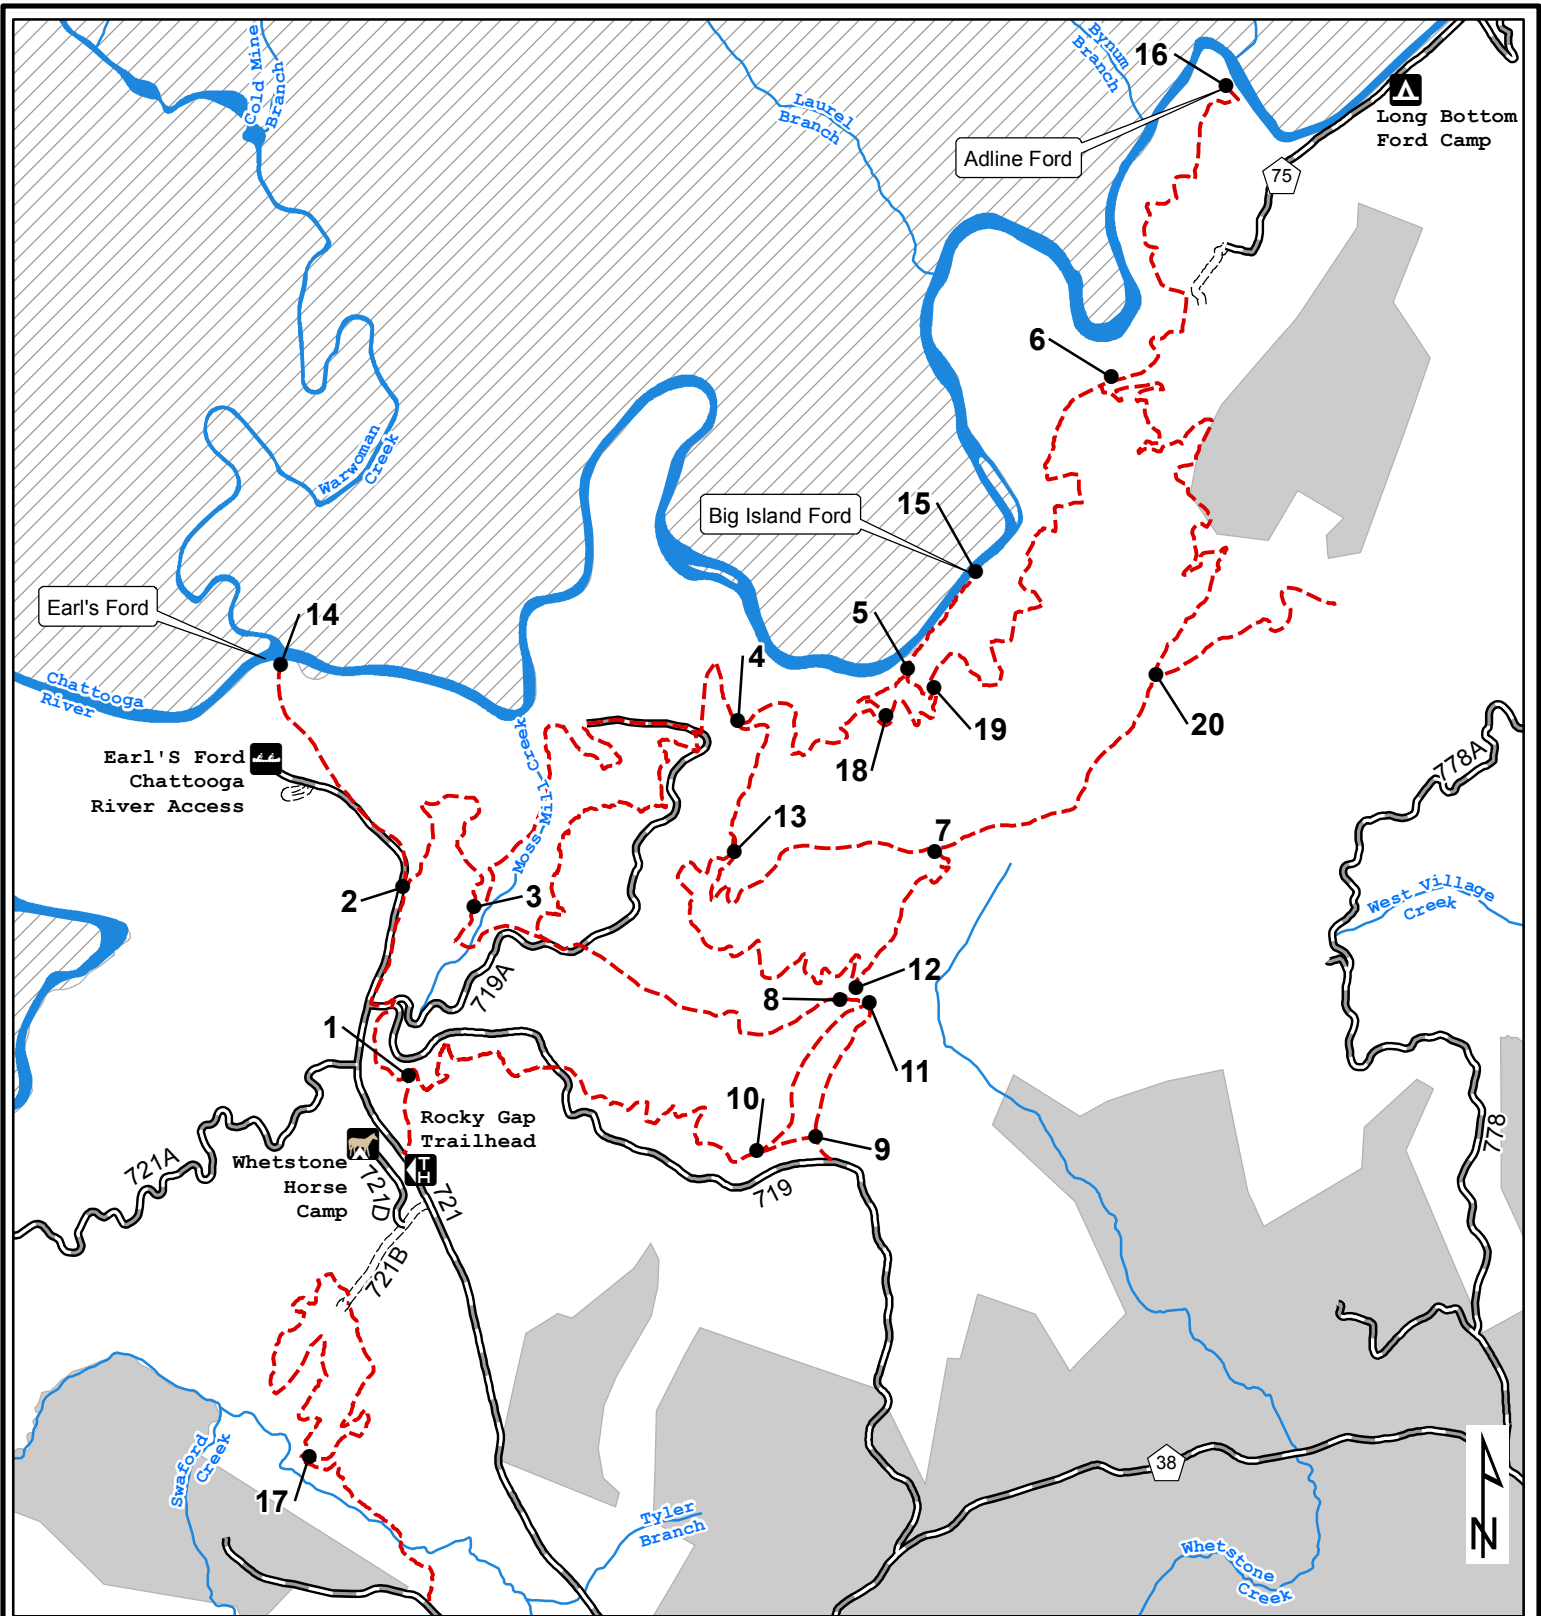 Cold Mine
Branch
Laurel
Branch
Bynum
Branch
16
Long Bottom
Ford Camp
Adline Ford
75
6
Warwoman
Creek
Big Island Ford
15
Earl's Ford
14
5
4
Chattooga
River
Moss Mill Creek
19
20
18
Earl'S Ford
Chattooga
River Access
778A
13
7
2
3
West Village
Creek
719A
12
8
1
11
10
Rocky Gap
Trailhead
9
778
Whetstone
Horse
Camp
TH
721A
721D
721
719
721B
38
Swaford
Creek
17
Tyler
Branch
Whetstone
Creek
N